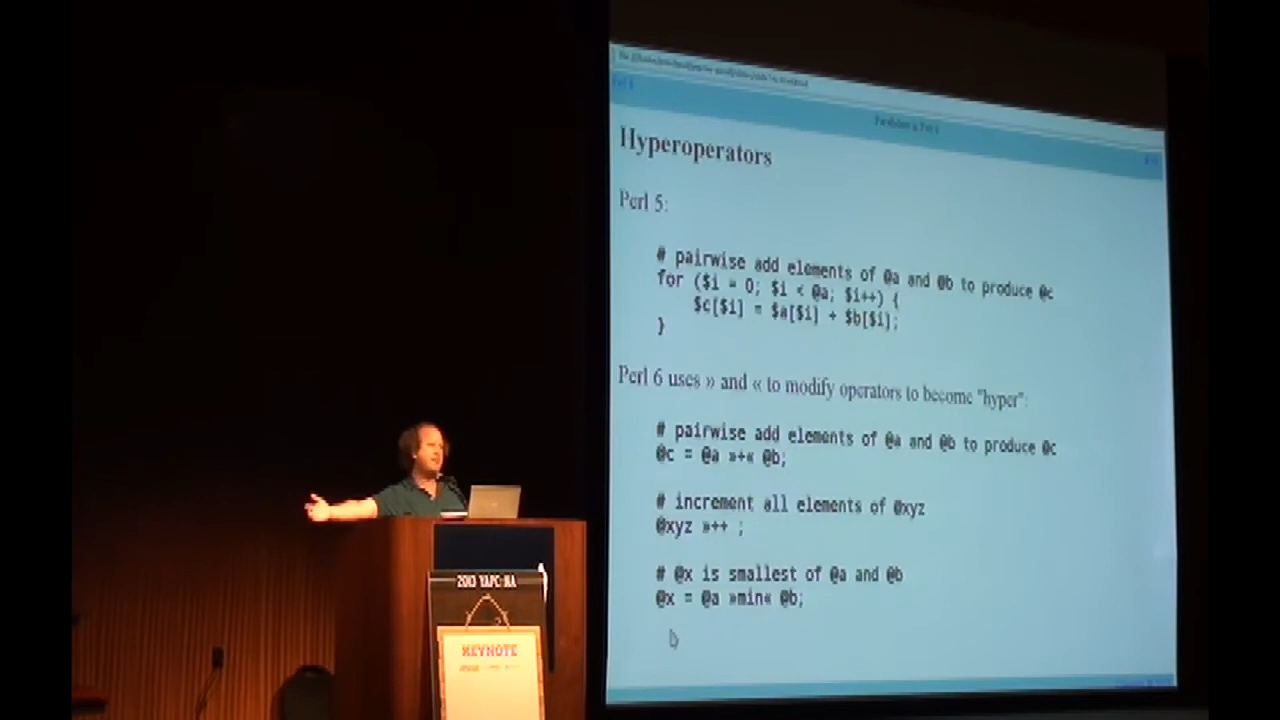 Hyperoperators
Perl 5:
# pairwise add elements of @a and @b to produce @c
for ($i = 0; $i < @a; $i++) {
$c[$i] = $a[$i] + $b[$i];
}
Perl 6 uses » and « to modify operators to become "hyper":
# pairwise add elements of @a and @b to produce @c
@c = @a »+« @b;
# increment all elements of @xyz
@xyz »++ ;
# @x is smallest of @a and @b
@x = @a »min« @b;
2013 YAPC::NA
KEYNOTE